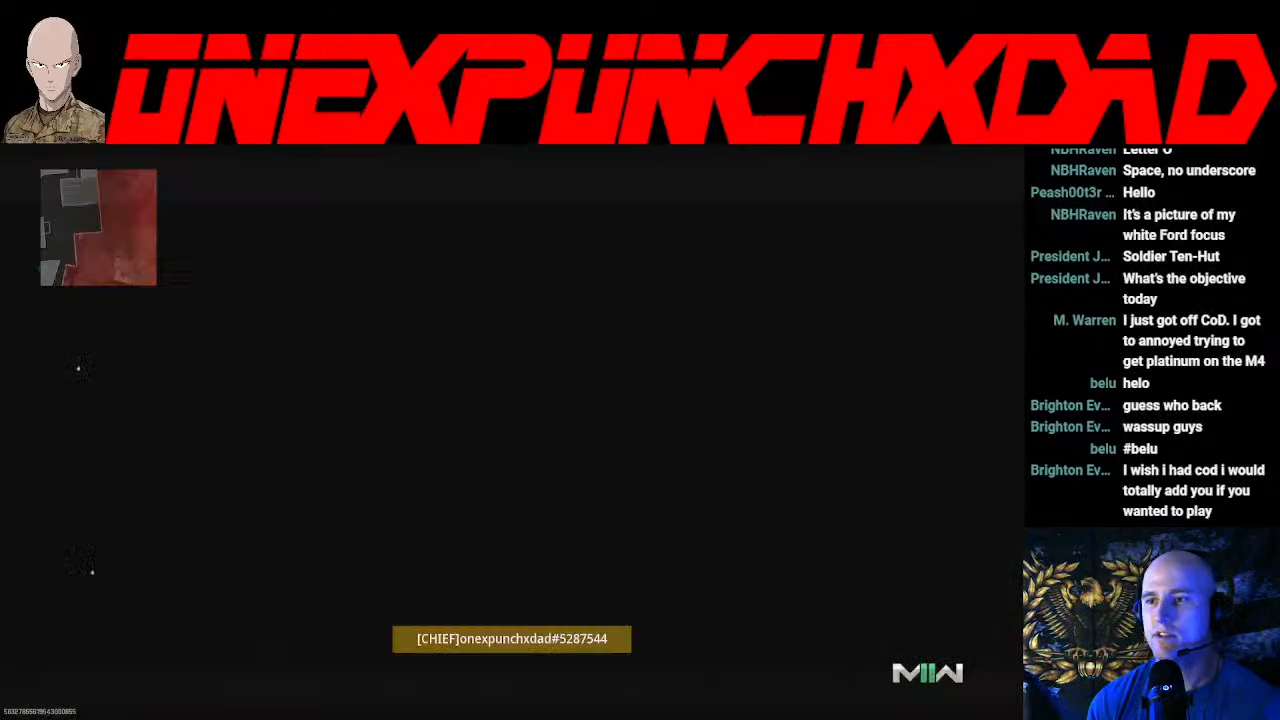 ONEXPUNCHXDAD
NBHRaven Letter O
NBHRaven Space, no underscore
Peash00t3r ... Hello
NBHRaven It's a picture of my
white Ford focus
President J... Soldier Ten-Hut
President J... What's the objective
today
M. Warren I just got off CoD. I got
to annoyed trying to
get platinum on the M4
belu helo
Brighton Ev... guess who back
Brighton Ev... wassup guys
belu #belu
Brighton Ev... I wish i had cod i would
totally add you if you
wanted to play
[CHIEF]onexpunchxdad#5287544
MIIW